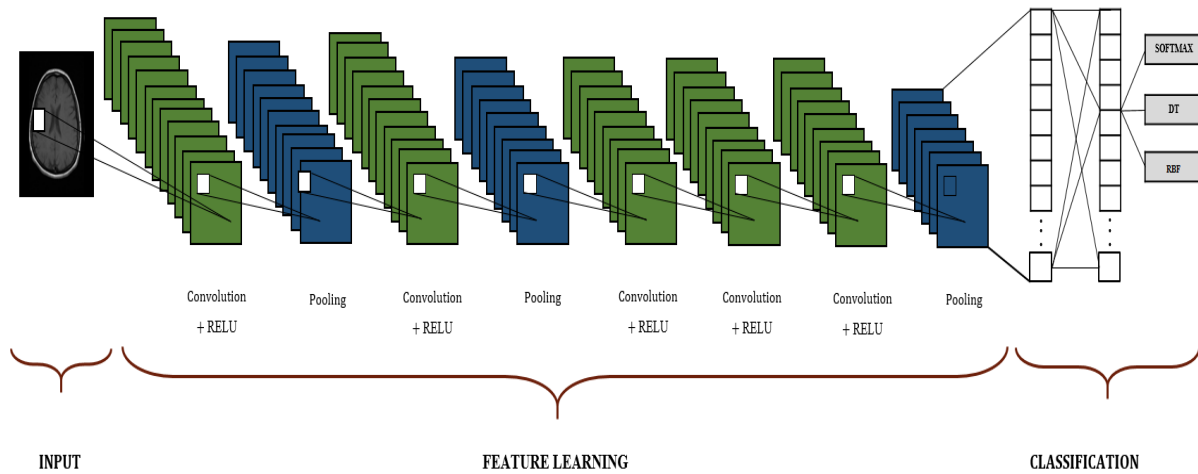 SOFTMAX
DT
RBF
Convolution
+ RELU
Pooling
Convolution
+ RELU
Pooling
Convolution
+ RELU
Convolution
+ RELU
Convolution
+ RELU
Pooling
INPUT
FEATURE LEARNING
CLASSIFICATION